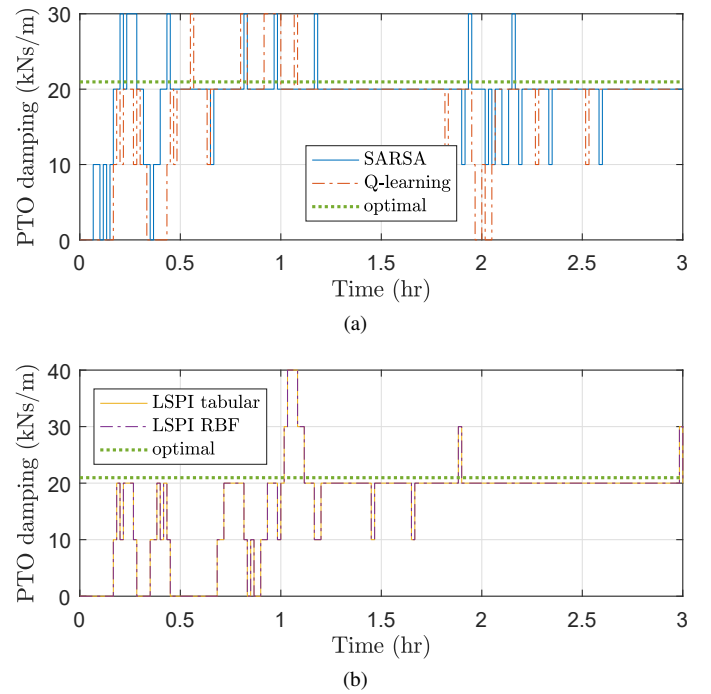 PTO damping (kNs/m)
30
20
10
0
SARSA
Q-learning
optimal
0
0.5
1
1.5
2
2.5
3
Time (hr)
(a)
PTO damping (kNs/m)
40
30
20
10
0
LSPI tabular
LSPI RBF
optimal
0
0.5
1
1.5
2
2.5
3
Time (hr)
(b)